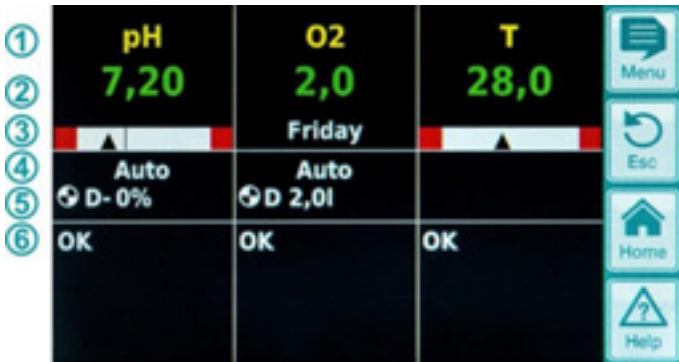 ① pH O2 T
② 7,20 2,0 28,0
③ Friday
④ Auto Auto
⑤ D- 0% D 2,0l
⑥ OK OK OK
Menu
Esc
Home
? Help